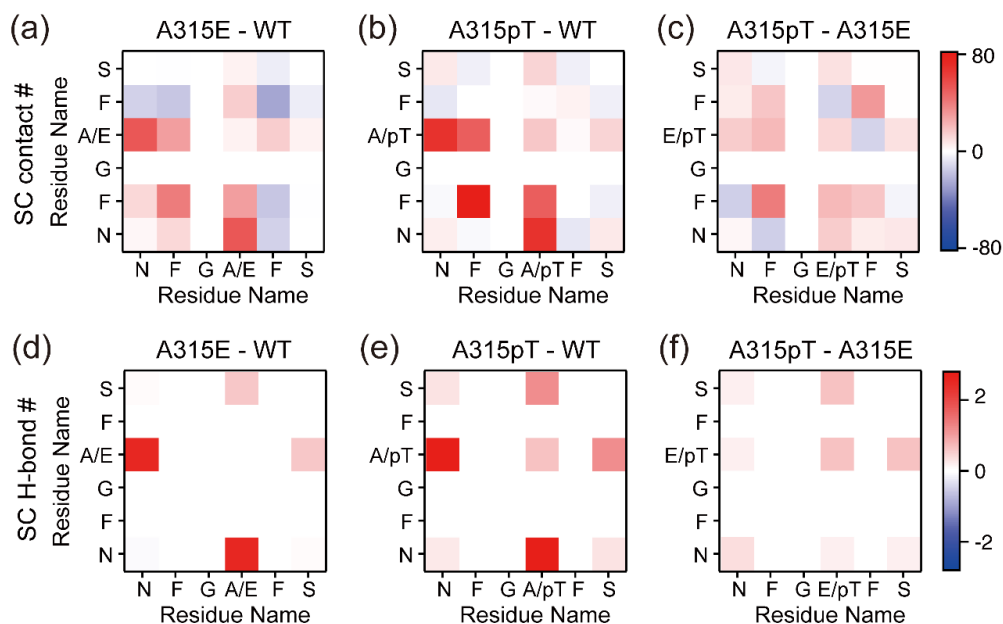 (a) A315E - WT
(b) A315pT - WT
(c) A315pT - A315E
SC contact #
Residue Name
S
F
A/E
G
F
N
N F G A/E F S
Residue Name
S
F
A/pT
G
F
N
N F G A/pT F S
Residue Name
S
F
E/pT
G
F
N
N F G E/pT F S
Residue Name
80
0
-80
(d) A315E - WT
(e) A315pT - WT
(f) A315pT - A315E
SC H-bond #
Residue Name
S
F
A/E
G
F
N
N F G A/E F S
Residue Name
S
F
A/pT
G
F
N
N F G A/pT F S
Residue Name
S
F
E/pT
G
F
N
N F G E/pT F S
Residue Name
2
0
-2